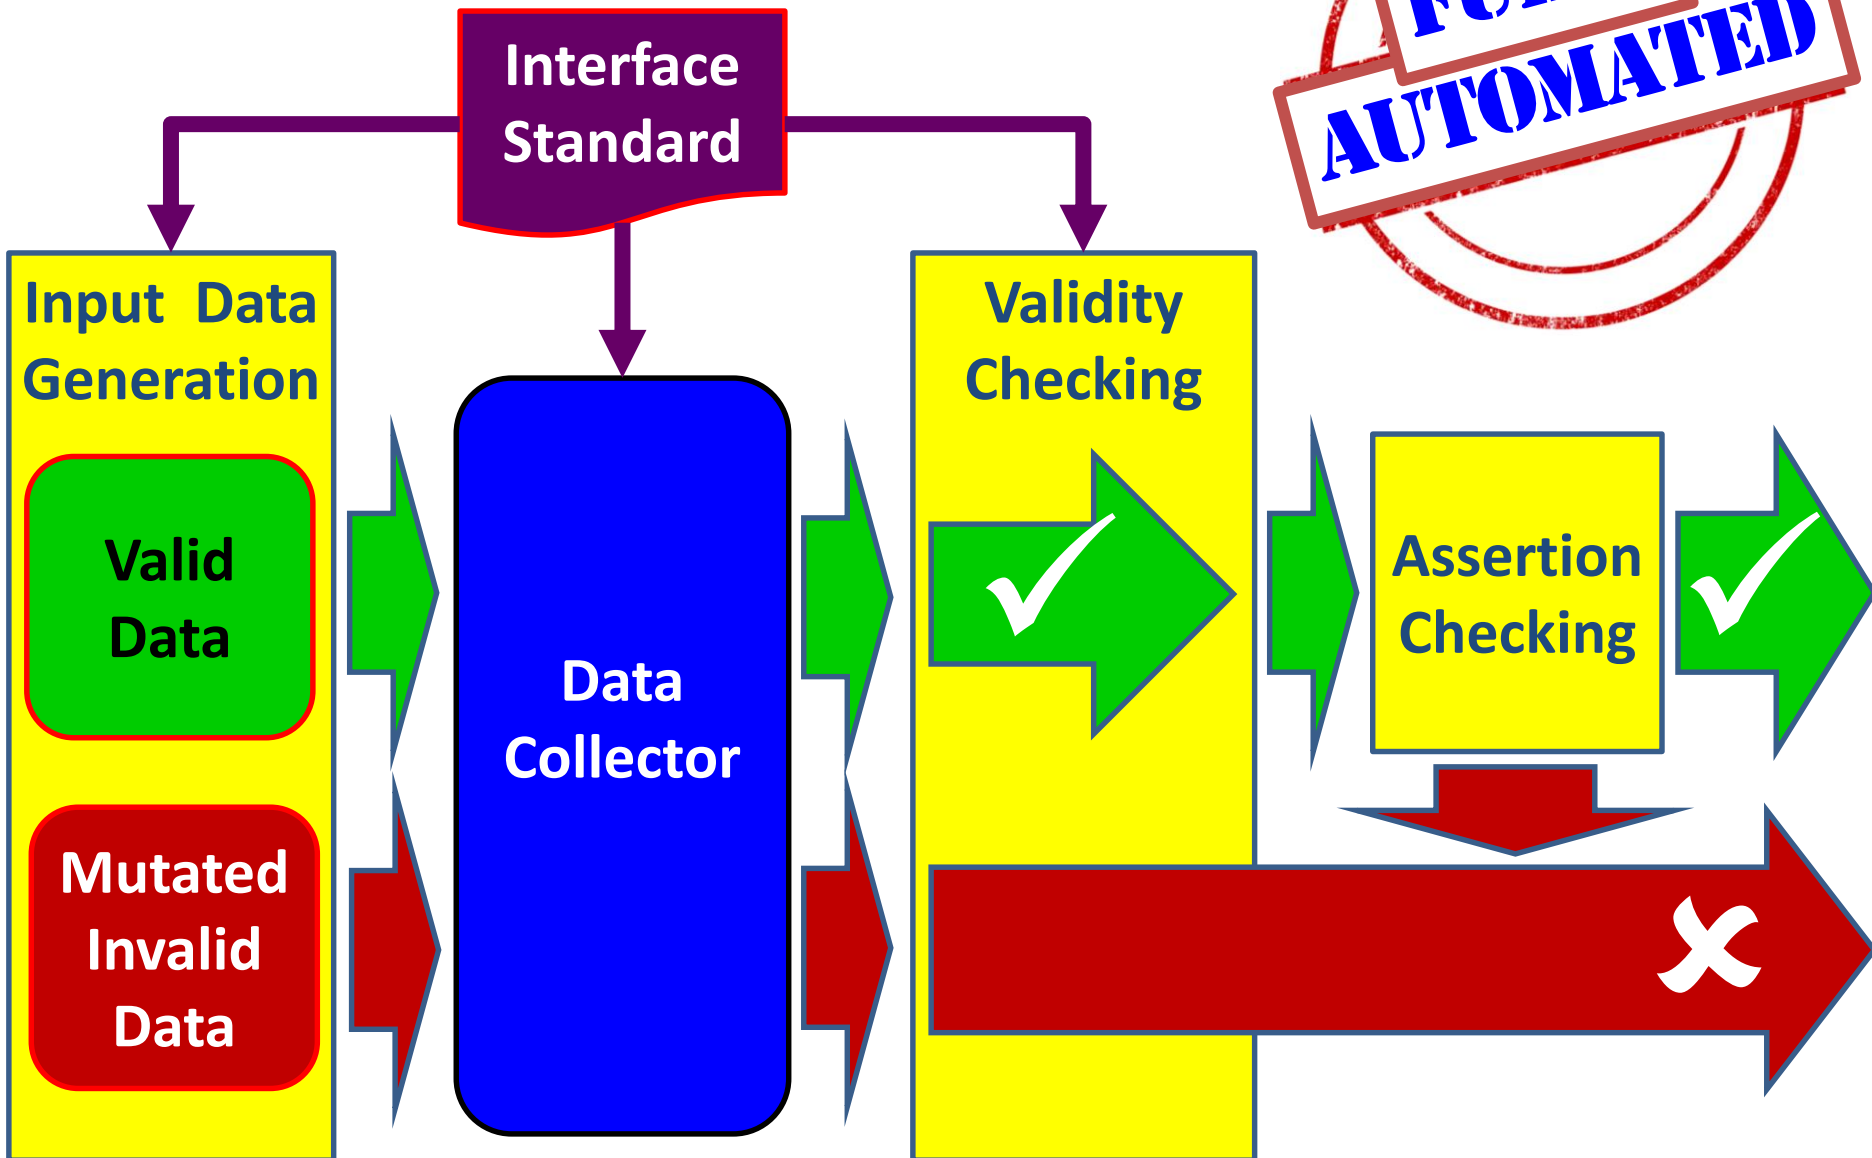 Interface
Standard
AUTOMATED
Input Data
Generation
Validity
Checking
Valid
Data
Data
Collector
Assertion
Checking
Mutated
Invalid
Data